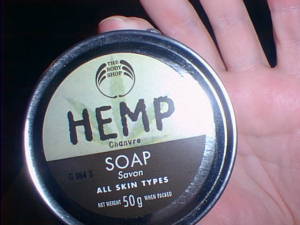 THE
BODY
SHOP
HEMP
Chanvre
SOAP
Savon
ALL SKIN TYPES
NET WEIGHT 50g WHEN PACKED